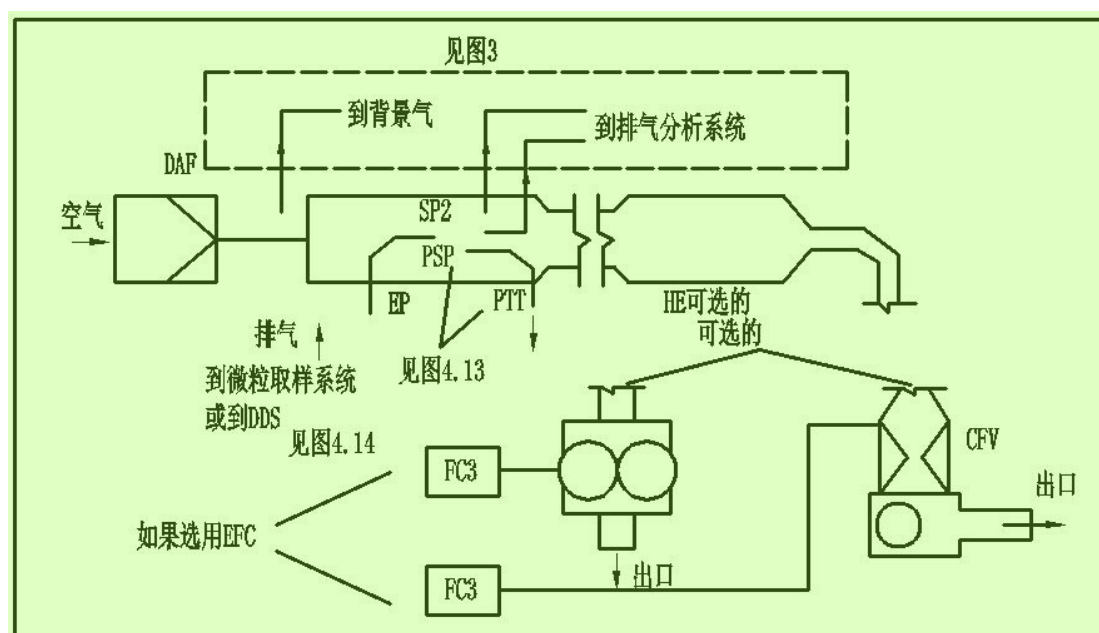 见图3
到背景气
到排气分析系统
DAF
空气
SP2
PSP
EP
PTT
HE可选的
可选的
排气
到微粒取样系统
或到DDS
见图4.13
见图4.14
FC3
CFV
出口
如果选用EFC
FC3
出口